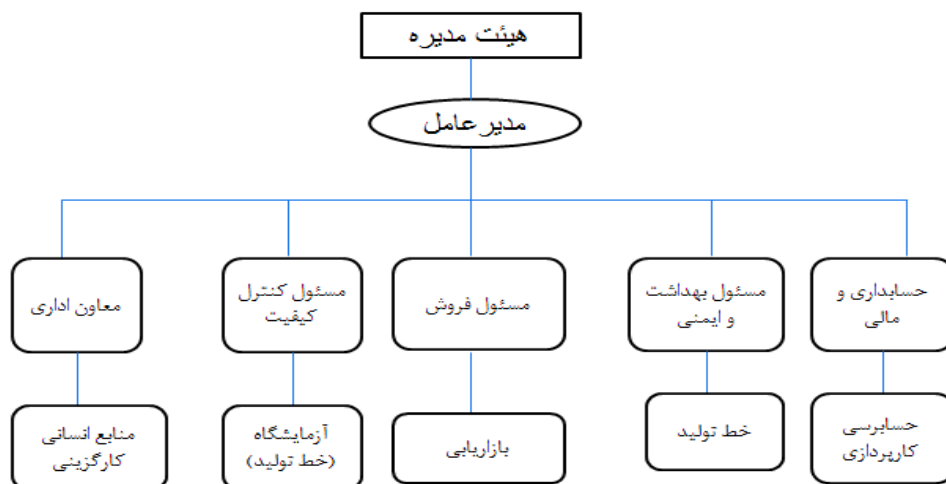 هیئت مدیره
مدیر عامل
حسابداری و
مالی
مسئول بهداشت
و ایمنی
مسئول فروش
مسئول کنترل
کیفیت
معاون اداری
حسابرسی
کارپردازی
خط تولید
بازاریابی
آزمایشگاه
(خط تولید)
منابع انسانی
کارگزینی